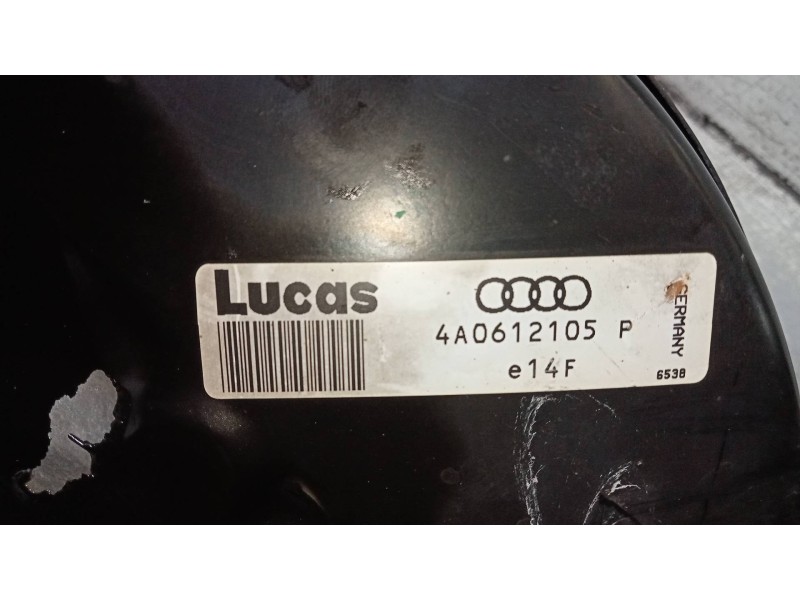 Lucas
4A0612105 P
e14F
GERMANY
6538